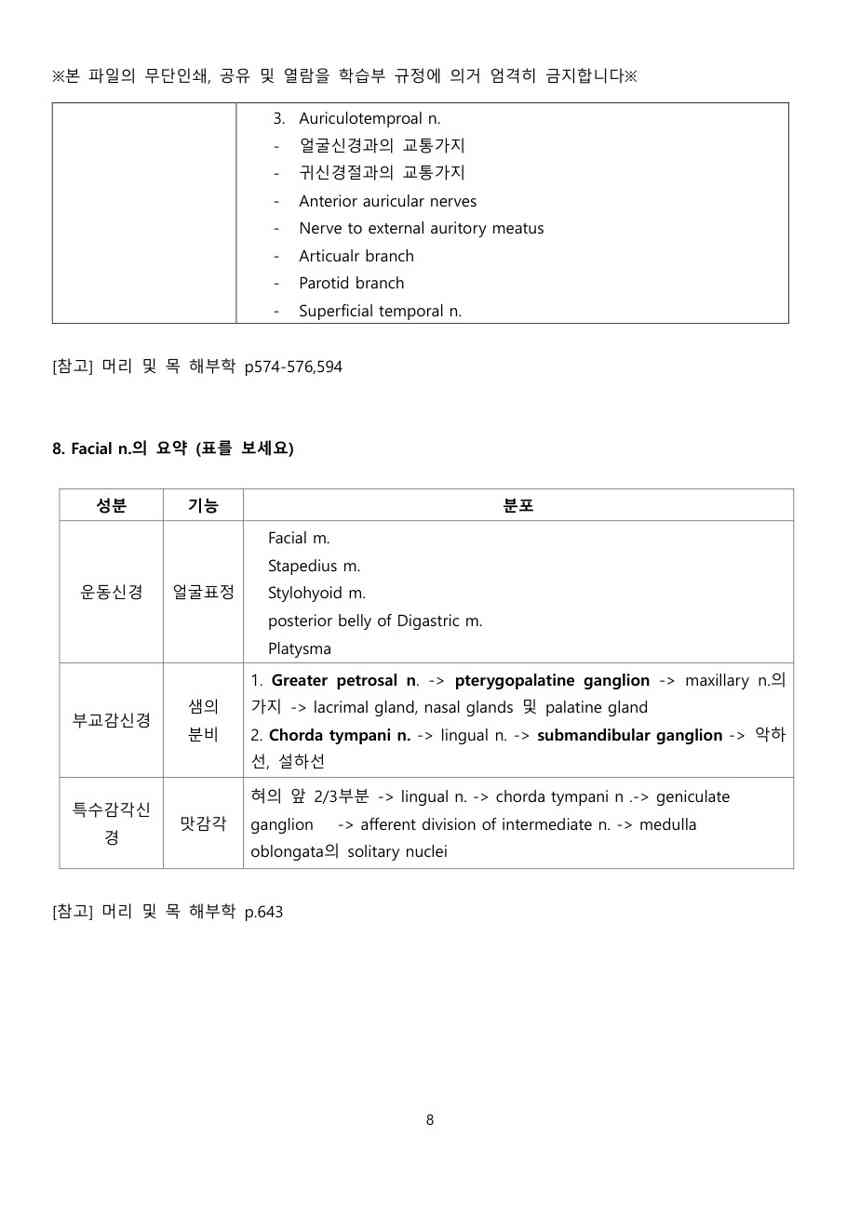 ※본 파일의 무단인쇄, 공유 및 열람을 학습부 규정에 의거 엄격히 금지합니다※
3. Auriculotemproal n.
- 얼굴신경과의 교통가지
- 귀신경절과의 교통가지
- Anterior auricular nerves
- Nerve to external auritory meatus
- Articualr branch
- Parotid branch
- Superficial temporal n.
[참고] 머리 및 목 해부학 p574-576,594
8. Facial n.의 요약 (표를 보세요)
성분 기능 분포
운동신경 얼굴표정
Facial m.
Stapedius m.
Stylohyoid m.
posterior belly of Digastric m.
Platysma
부교감신경
샘의
분비
1. Greater petrosal n. -> pterygopalatine ganglion -> maxillary n.의
가지 -> lacrimal gland, nasal glands 및 palatine gland
2. Chorda tympani n. -> lingual n. -> submandibular ganglion -> 악하
선, 설하선
특수감각신
경
맛감각
혀의 앞 2/3부분 -> lingual n. -> chorda tympani n .-> geniculate
ganglion -> afferent division of intermediate n. -> medulla
oblongata의 solitary nuclei
[참고] 머리 및 목 해부학 p.643
8